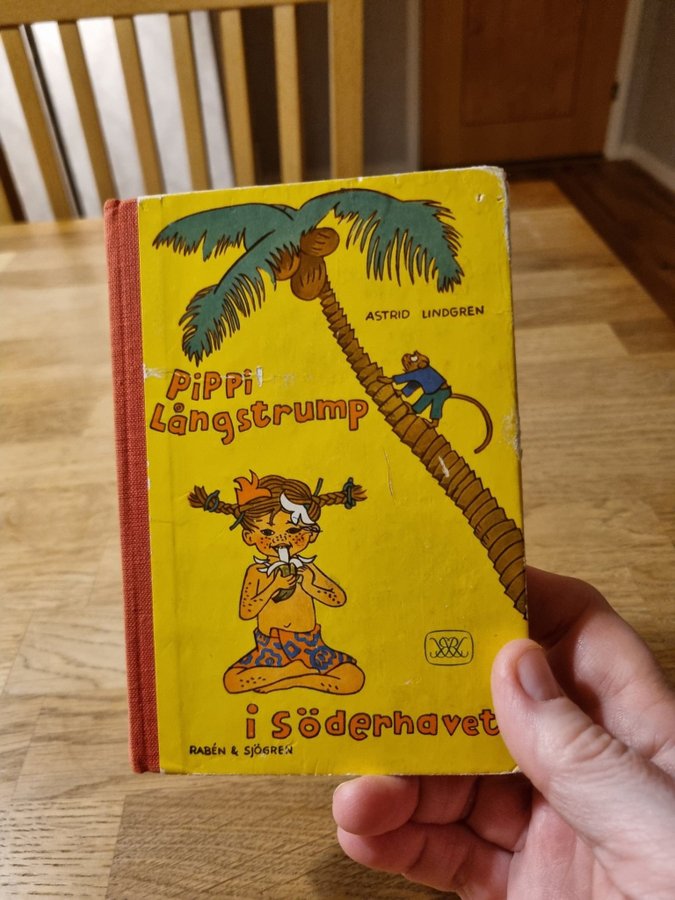 ASTRID LINDGREN
Pippi
Långstrump
i Söderhavet
RABÉN & SJÖGREN